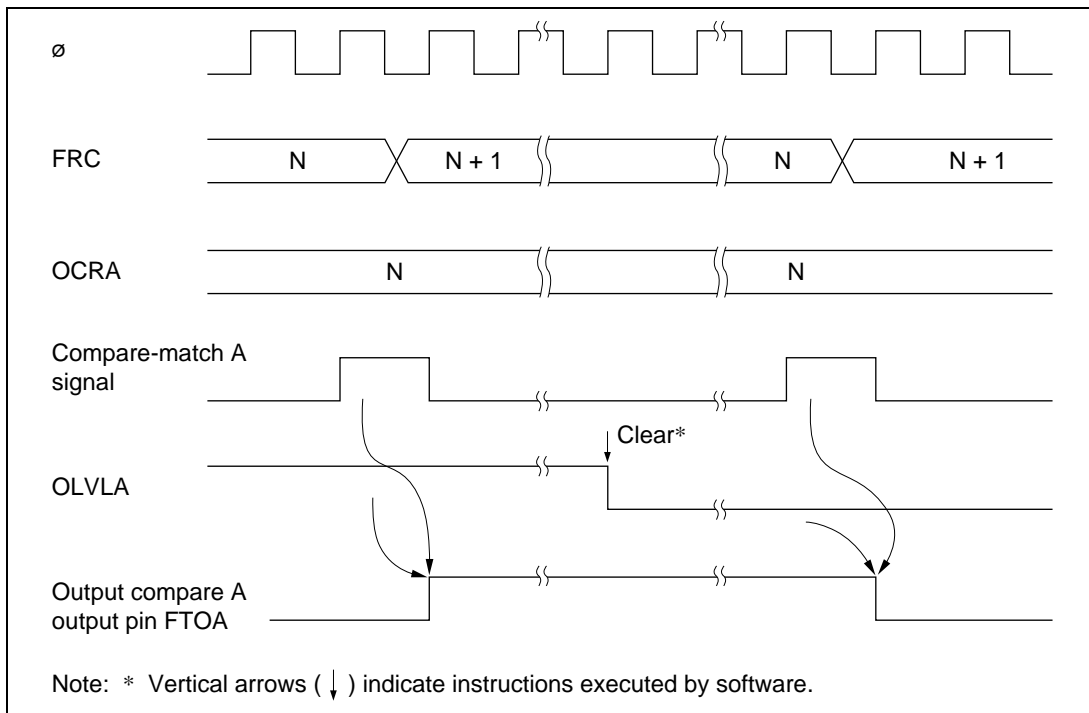 ø
FRC
N
N + 1
N
N + 1
OCRA
N
N
Compare-match A
signal
Clear*
OLVLA
Output compare A
output pin FTOA
Note: * Vertical arrows ( ↓ ) indicate instructions executed by software.